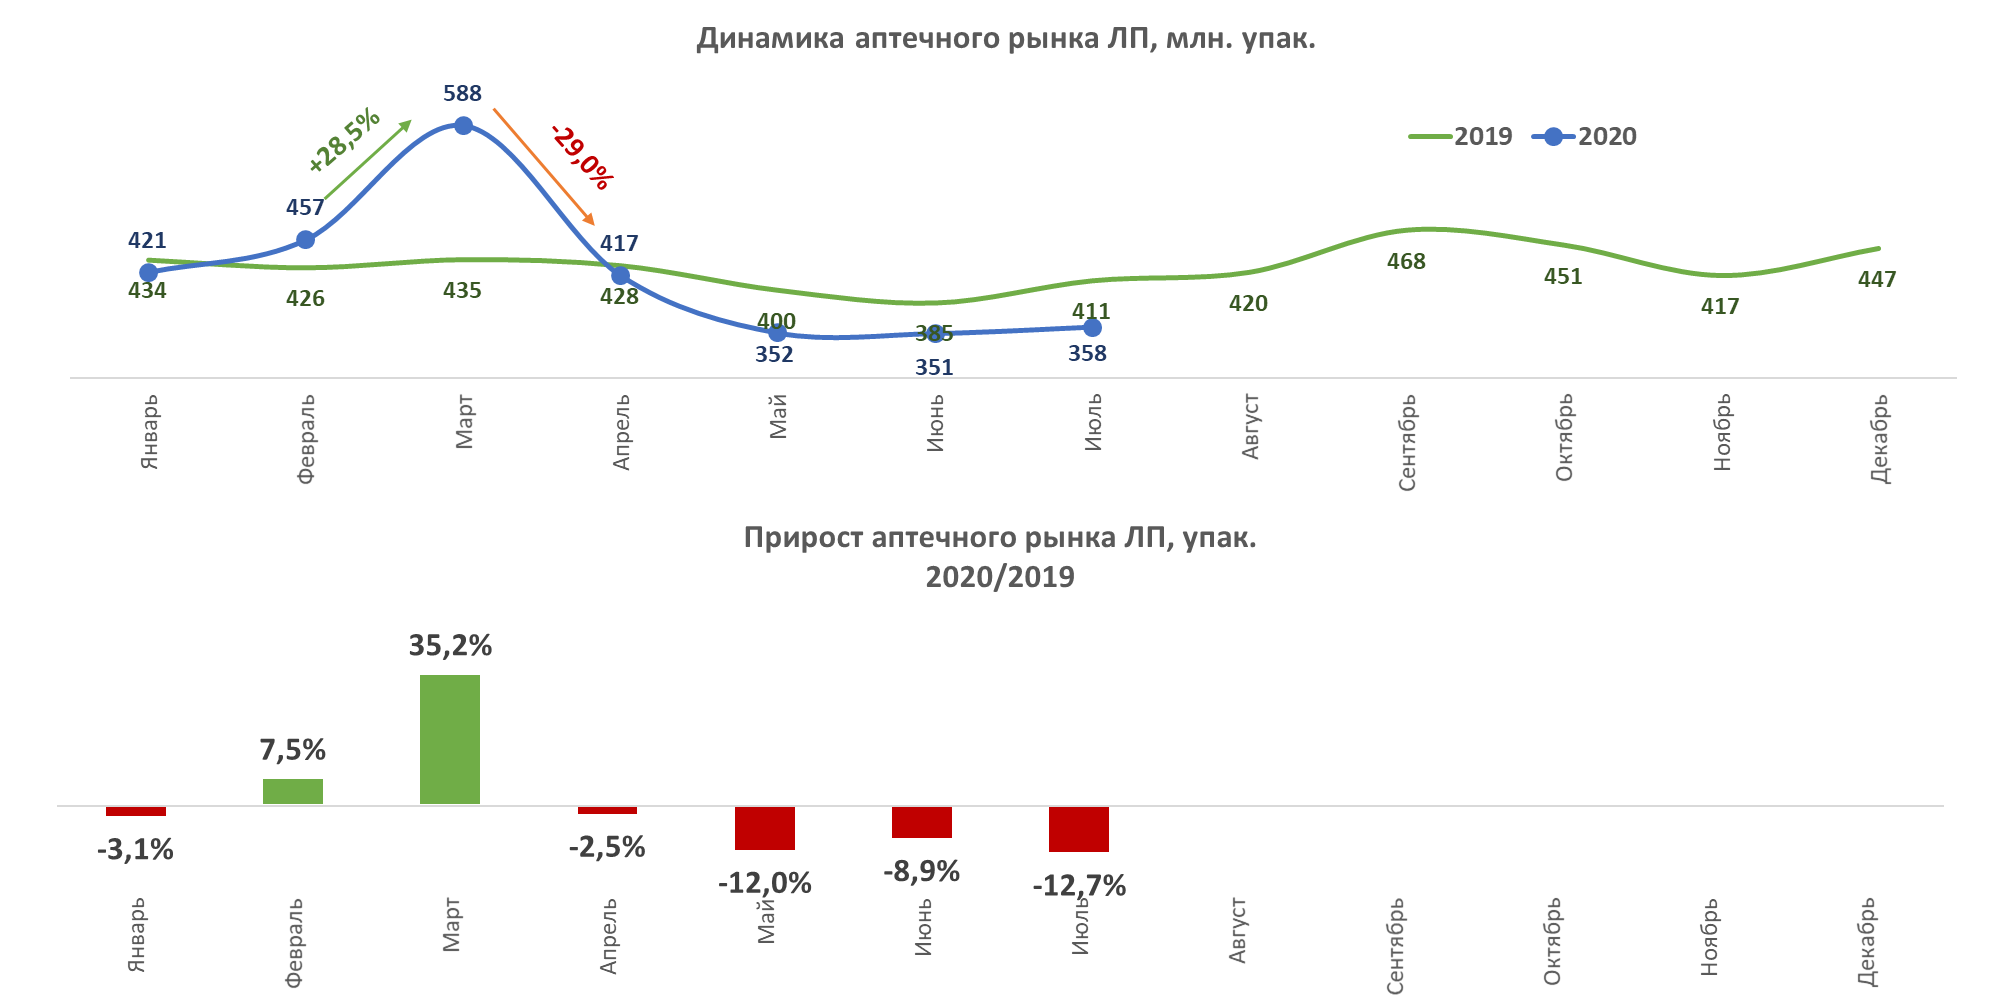 Динамика аптечного рынка ЛП, млн. упак.
588
+28,5%
-29,0%
2019
2020
457
421
417
434
426
435
428
400
385
411
420
468
451
417
447
352
351
358
Январь
Февраль
Март
Апрель
Май
Июнь
Июль
Август
Сентябрь
Октябрь
Ноябрь
Декабрь
Прирост аптечного рынка ЛП, упак.
2020/2019
35,2%
7,5%
-3,1%
-2,5%
-12,0%
-8,9%
-12,7%
Январь
Февраль
Март
Апрель
Май
Июнь
Июль
Август
Сентябрь
Октябрь
Ноябрь
Декабрь